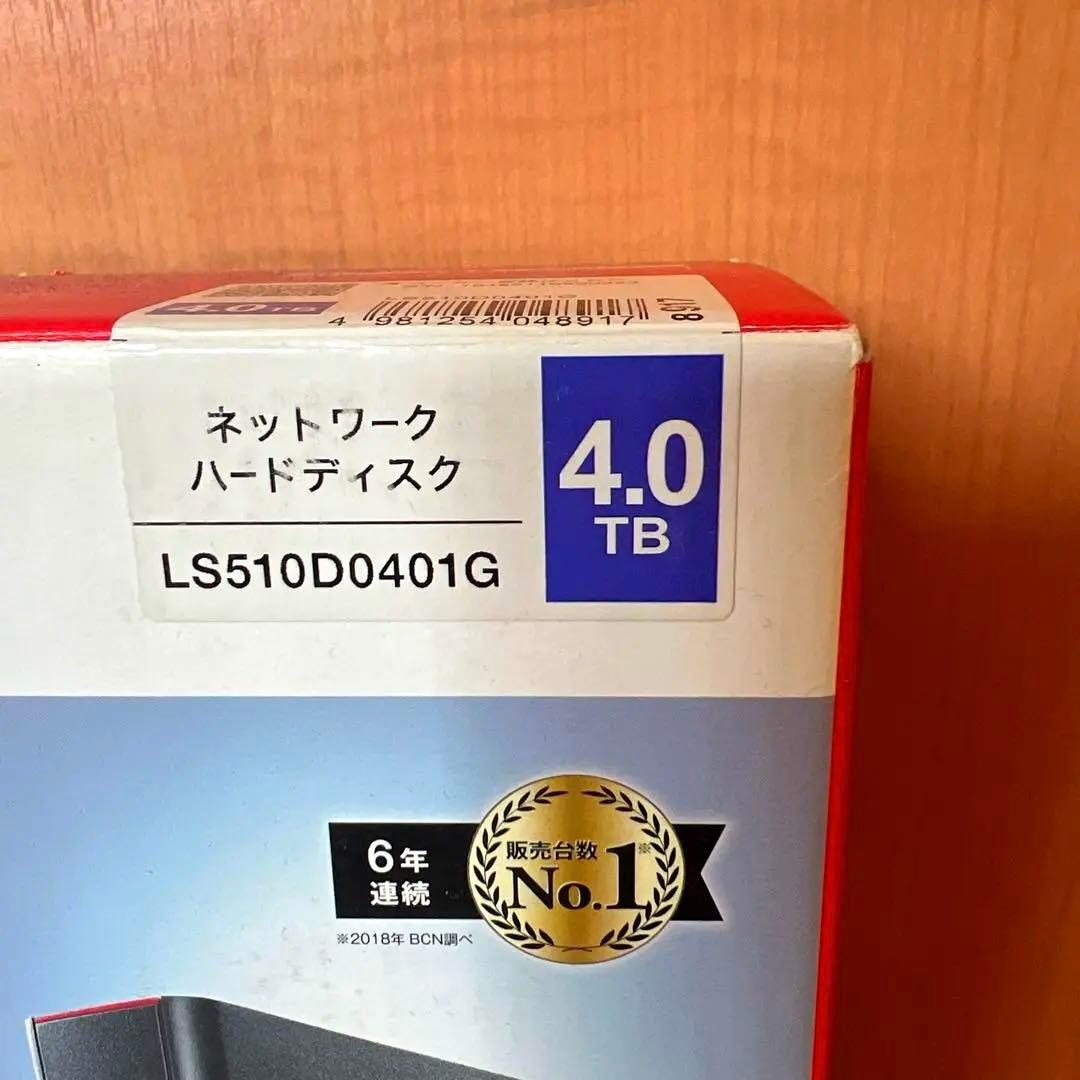 4.0TB
4 981254 048917
8917
ネットワーク
ハードディスク
LS510D0401G
4.0
TB
6年
連続
販売台数
No.1※
※2018年 BCN調べ